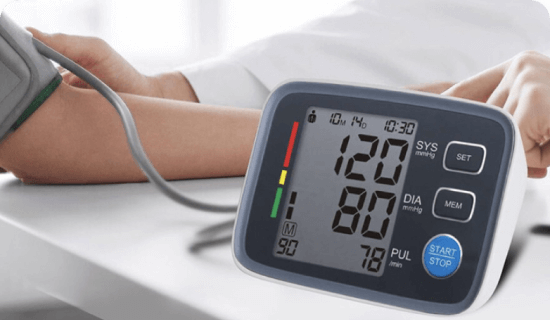 10M 14D 10:30
120 SYS mmHg
SET
80 DIA mmHg
MEM
M
90 78 PUL /min
START
STOP